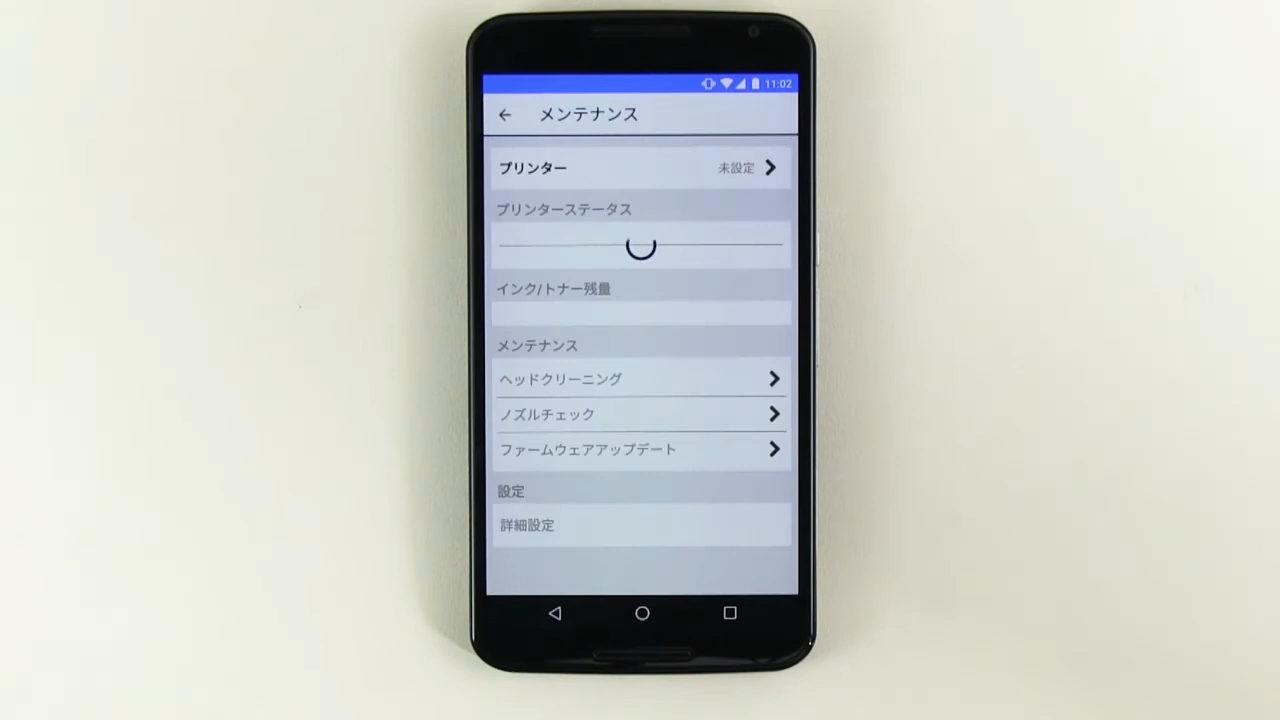 11:02
メンテナンス
プリンター 未設定
プリンターステータス
インク/トナー残量
メンテナンス
ヘッドクリーニング
ノズルチェック
ファームウェアアップデート
設定
詳細設定